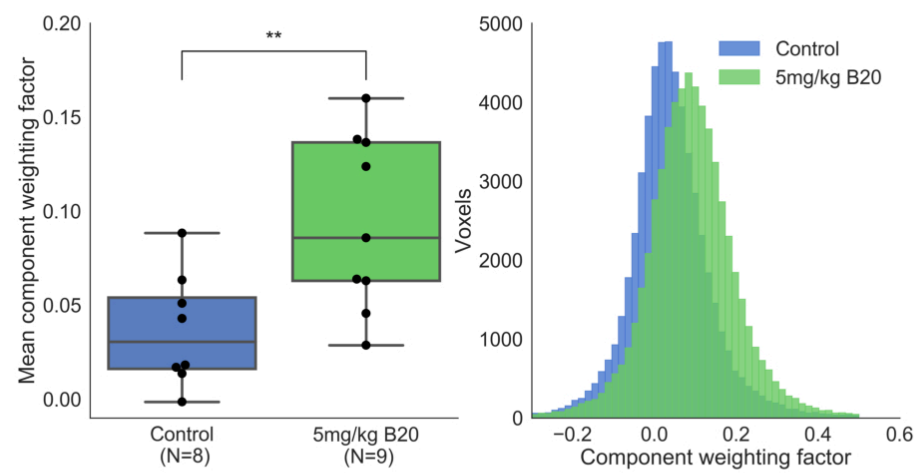 0.20
0.15
0.10
0.05
0.00
Mean component weighting factor
**
Control
(N=8)
5mg/kg B20
(N=9)
5000
4000
3000
2000
1000
0
Voxels
Control
5mg/kg B20
−0.2
0.0
0.2
0.4
0.6
Component weighting factor